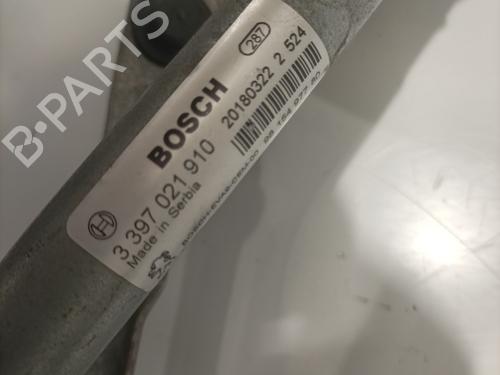 287
BOSCH
20180322 2 524
3 397 021 910
Made in Serbia
B-PARTS